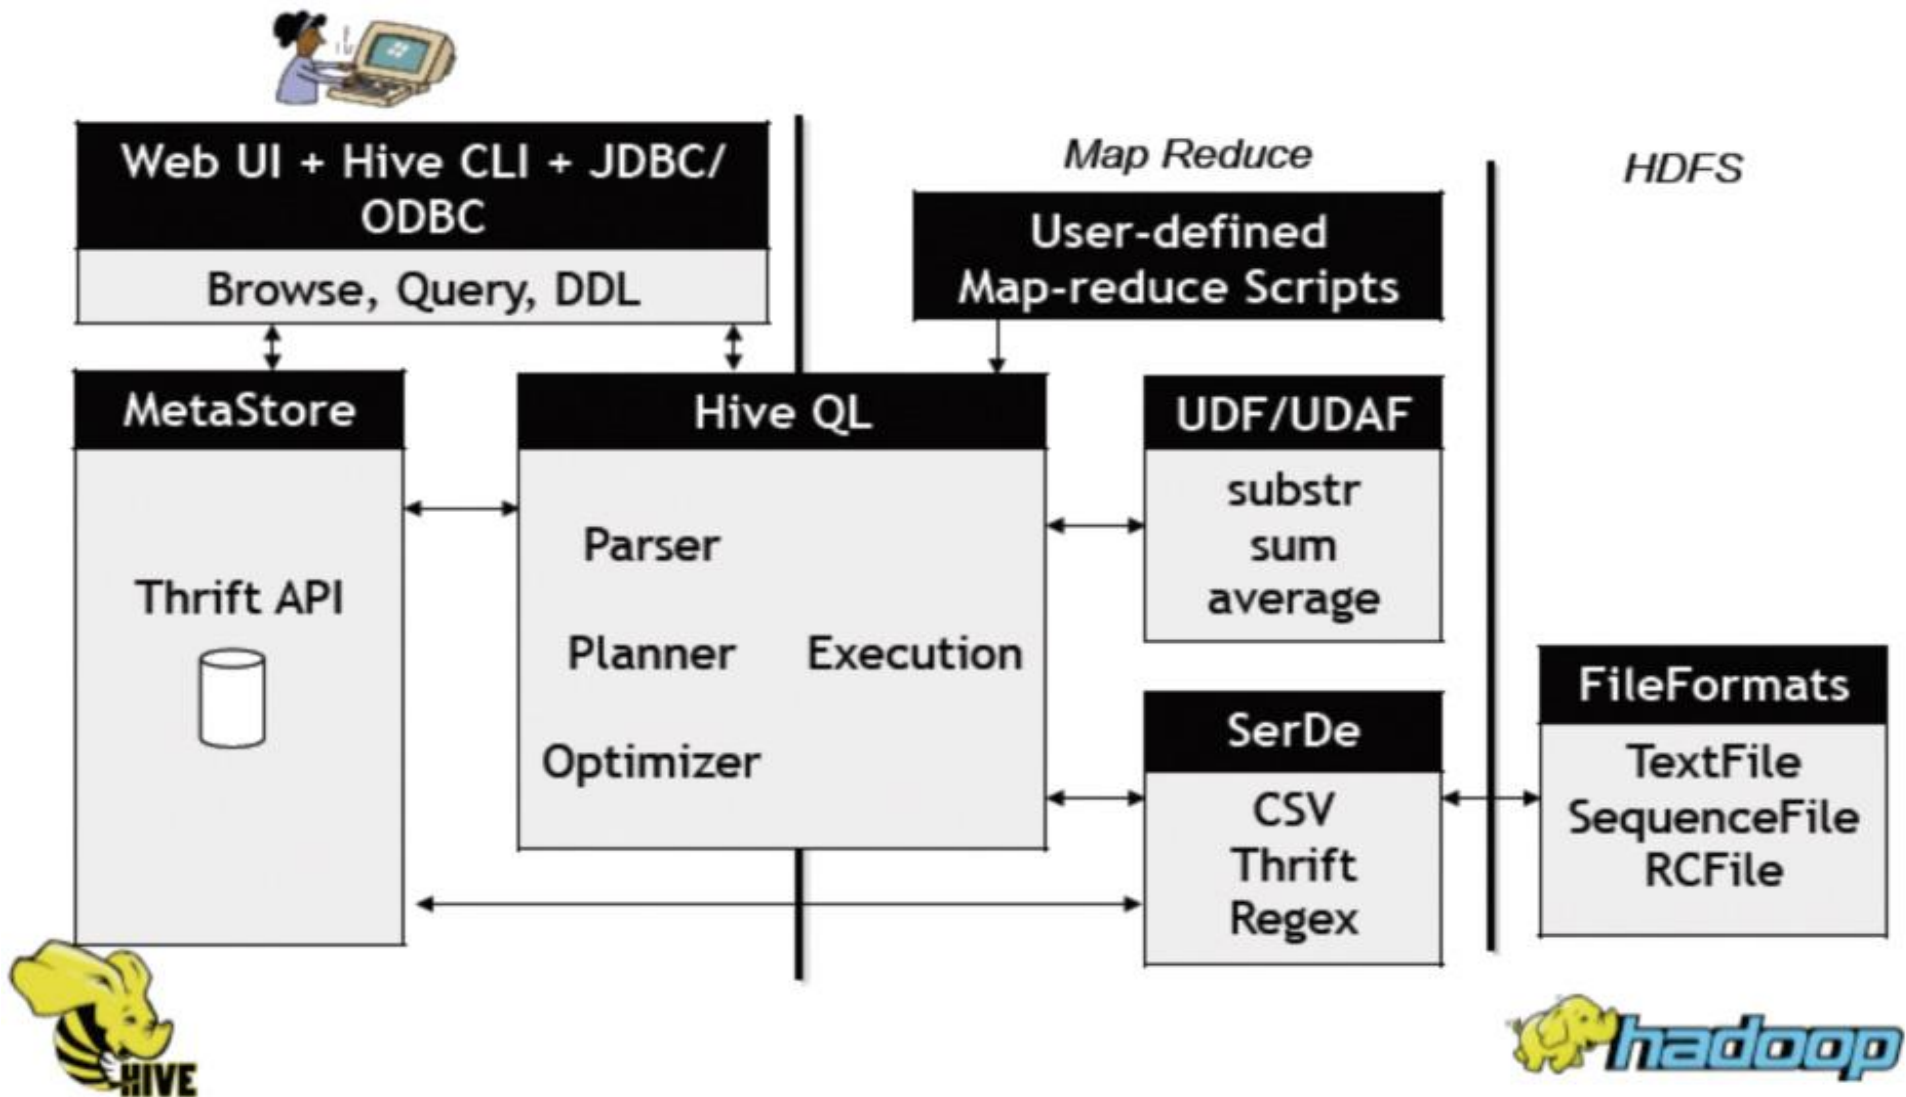 Web UI + Hive CLI + JDBC/
ODBC
Browse, Query, DDL
Map Reduce
HDFS
User-defined
Map-reduce Scripts
MetaStore
Thrift API
Hive QL
Parser
Planner
Execution
Optimizer
UDF/UDAF
substr
sum
average
SerDe
CSV
Thrift
Regex
FileFormats
TextFile
SequenceFile
RCFile
HIVE
hadoop